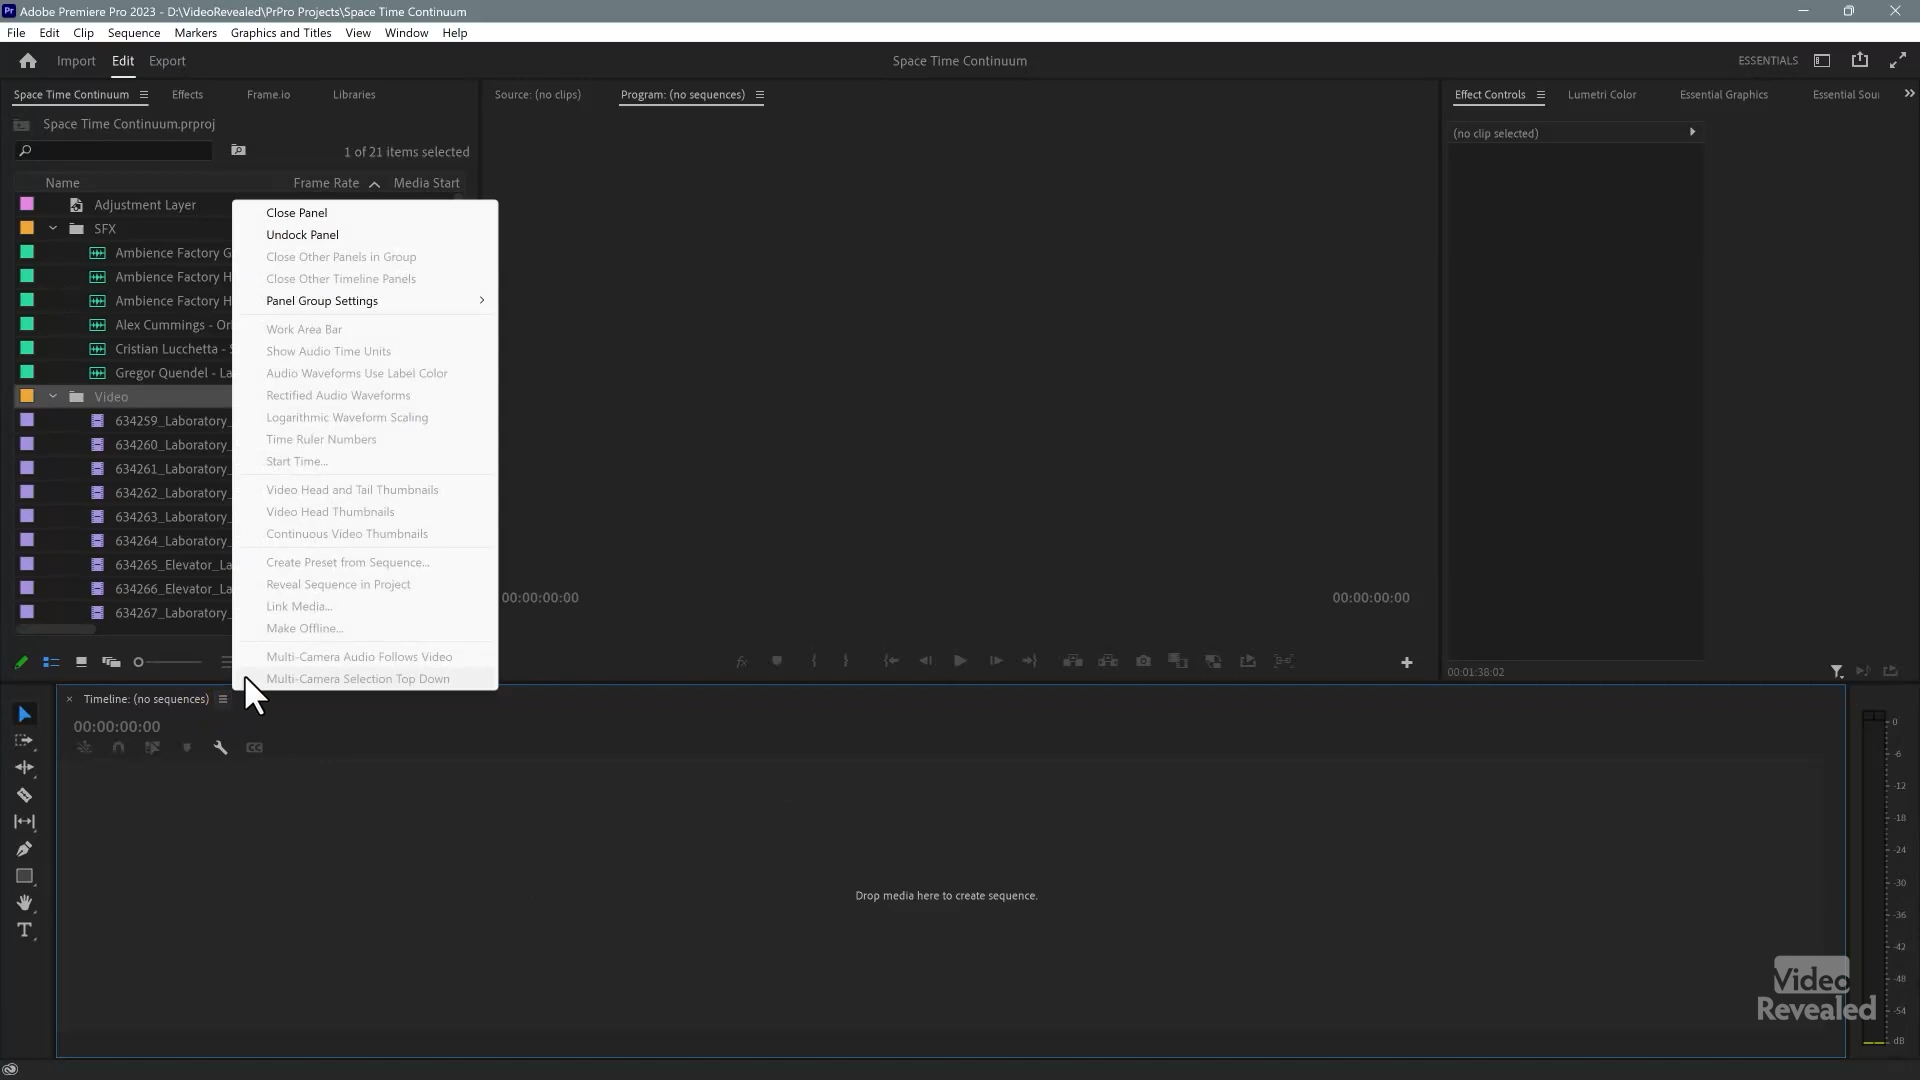 Adobe Premiere Pro 2023 - D:\VideoRevealed\PrPro Projects\Space Time Continuum
File Edit Clip Sequence Markers Graphics and Titles View Window Help
Import Edit Export
Space Time Continuum
ESSENTIALS
Space Time Continuum Effects Frame.io Libraries
Source: (no clips) Program: (no sequences)
Effect Controls Lumetri Color Essential Graphics Essential Sou
Space Time Continuum.prproj
(no clip selected)
1 of 21 items selected
Name Frame Rate Media Start
Adjustment Layer
SFX
Ambience Factory G
Ambience Factory H
Ambience Factory H
Alex Cummings - Ori
Cristian Lucchetta - S
Gregor Quendel - La
Video
634259_Laboratory_
634260_Laboratory_
634261_Laboratory_
634262_Laboratory_
634263_Laboratory_
634264_Laboratory_
634265_Elevator_La
634266_Elevator_La
634267_Laboratory_
Close Panel
Undock Panel
Close Other Panels in Group
Close Other Timeline Panels
Panel Group Settings
Work Area Bar
Show Audio Time Units
Audio Waveforms Use Label Color
Rectified Audio Waveforms
Logarithmic Waveform Scaling
Time Ruler Numbers
Start Time...
Video Head and Tail Thumbnails
Video Head Thumbnails
Continuous Video Thumbnails
Create Preset from Sequence...
Reveal Sequence in Project
Link Media...
Make Offline...
Multi-Camera Audio Follows Video
Multi-Camera Selection Top Down
00:00:00:00
00:00:00:00
00:01:38:02
Timeline: (no sequences)
00:00:00:00
Drop media here to create sequence.
0
-6
-12
-18
-24
-30
-36
-42
-48
-54
dB
Video
Revealed